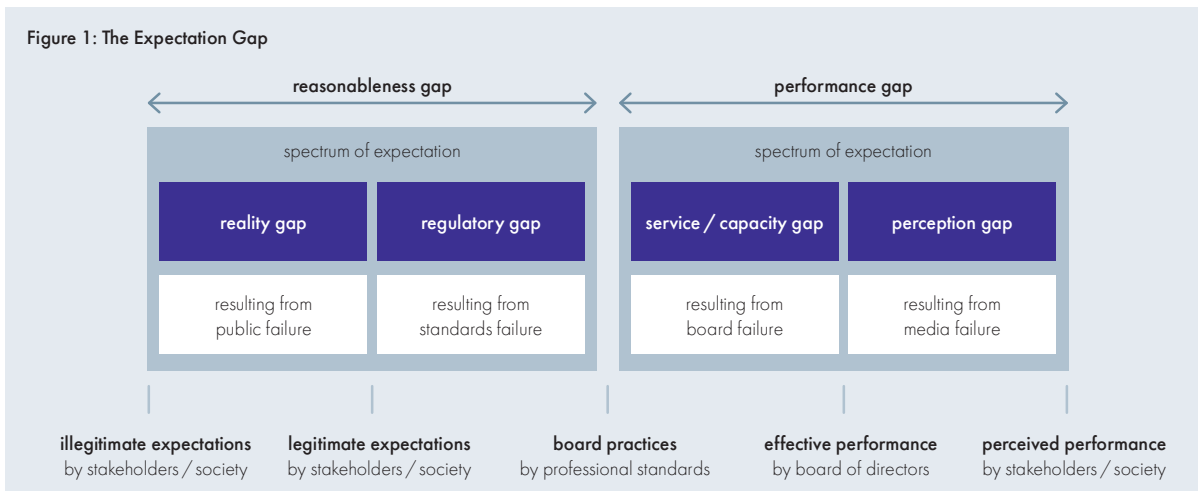 Figure 1: The Expectation Gap
reasonableness gap
performance gap
spectrum of expectation
spectrum of expectation
reality gap
regulatory gap
service / capacity gap
perception gap
resulting from
public failure
resulting from
standards failure
resulting from
board failure
resulting from
media failure
illegitimate expectations
by stakeholders / society
legitimate expectations
by stakeholders / society
board practices
by professional standards
effective performance
by board of directors
perceived performance
by stakeholders / society